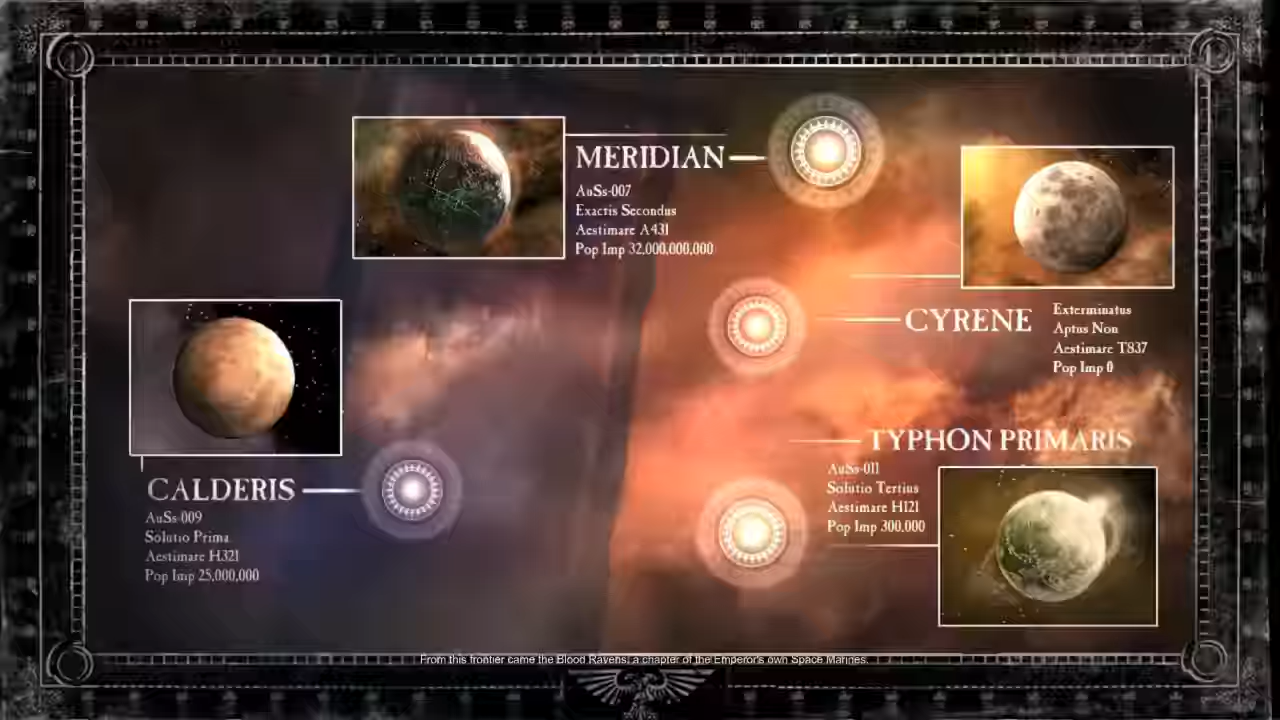 MERIDIAN
AuSs-007
Exactis Secundus
Aestimare A431
Pop Imp 32,000,000,000
CYRENE
Exterminatus
Aptus Non
Aestimare T837
Pop Imp 0
CALDERIS
AuSs-009
Solutio Prima
Aestimare H321
Pop Imp 25,000,000
TYPHON PRIMARIS
AuSs-011
Solutio Tertius
Aestimare H121
Pop Imp 300,000
From this frontier came the Blood Ravens, a chapter of the Emperor's own Space Marines.